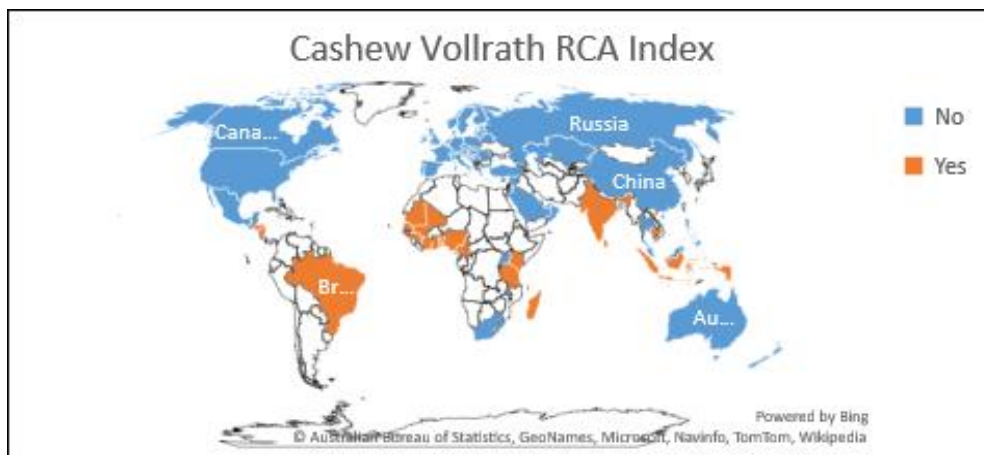 Cashew Vollrath RCA Index
No
Yes
Cana...
Russia
China
Br...
Au...
Powered by Bing
© Australian Bureau of Statistics, GeoNames, Microsoft, Navinfo, TomTom, Wikipedia